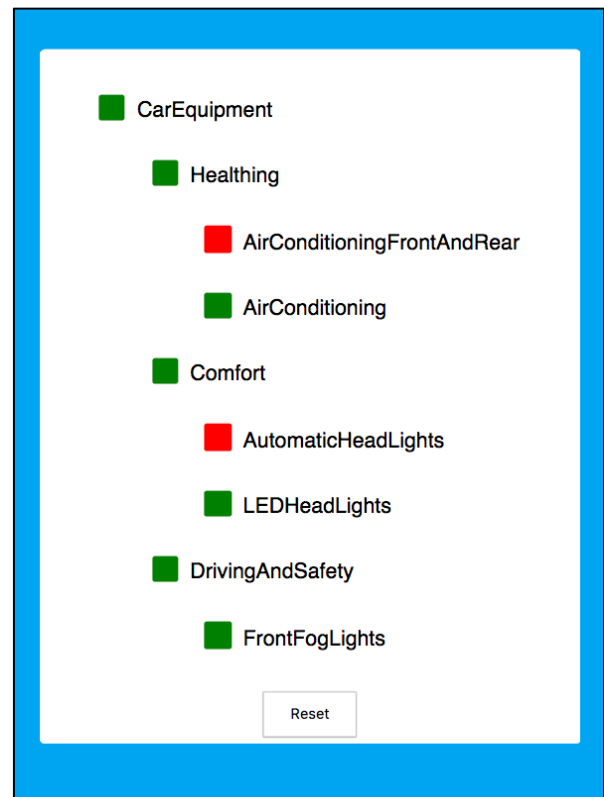 CarEquipment
Healthing
AirConditioningFrontAndRear
AirConditioning
Comfort
AutomaticHeadLights
LEDHeadLights
DrivingAndSafety
FrontFogLights
Reset